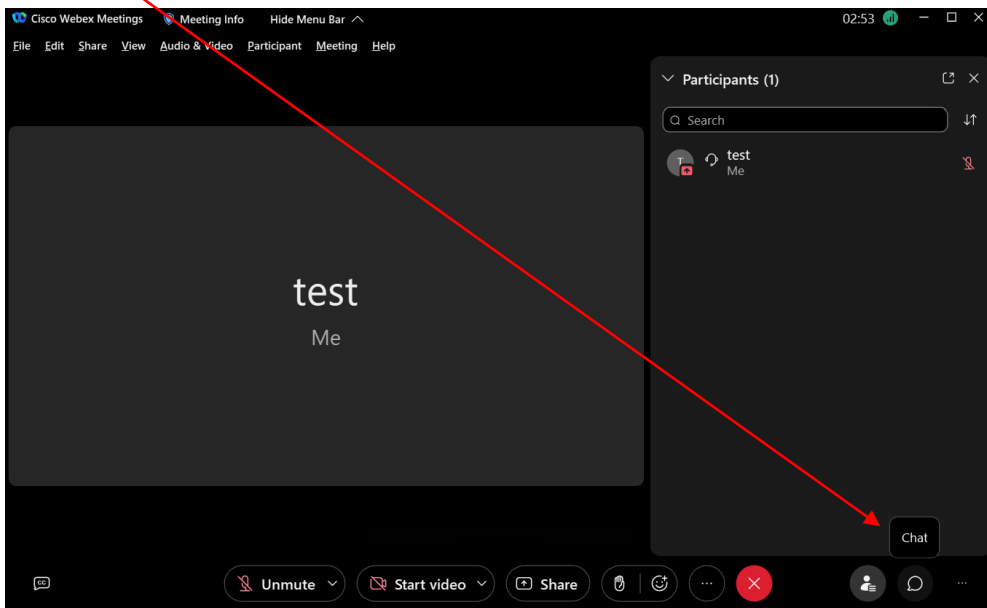 Cisco Webex Meetings Meeting Info Hide Menu Bar 02:53
File Edit Share View Audio & Video Participant Meeting Help
Participants (1)
Search
T test
Me
test
Me
Chat
CC Unmute Start video Share